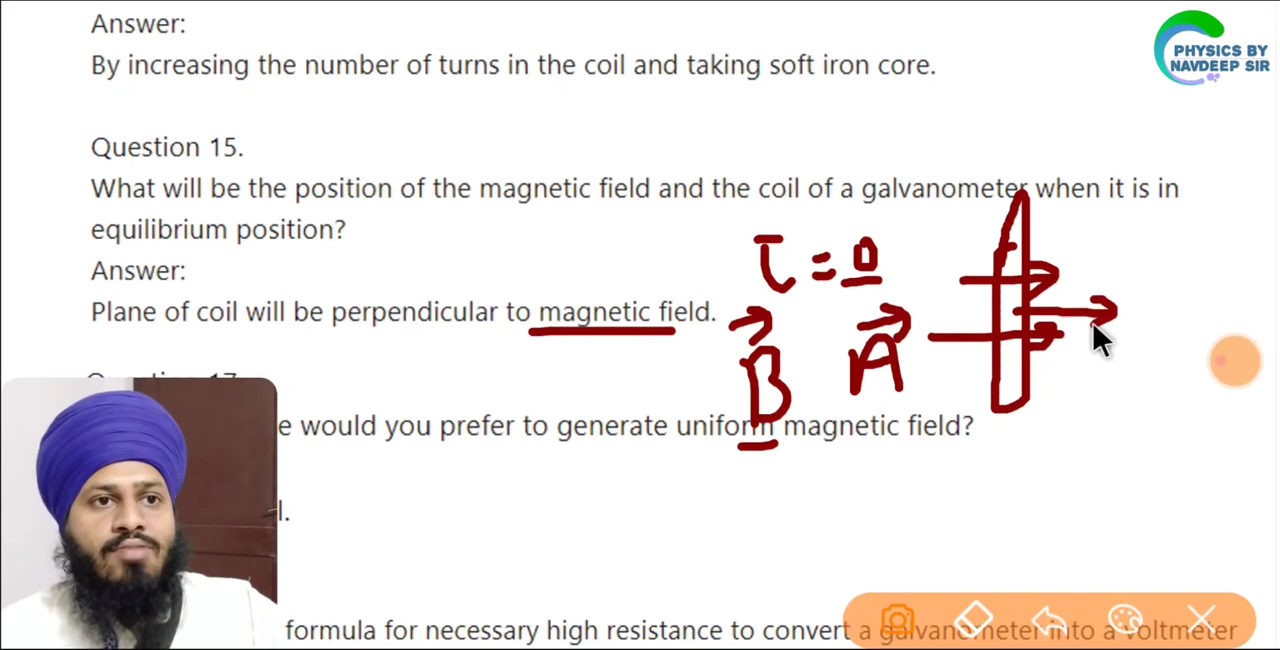 Answer:
By increasing the number of turns in the coil and taking soft iron core.
PHYSICS BY
NAVDEEP SIR
Question 15.
What will be the position of the magnetic field and the coil of a galvanometer when it is in
equilibrium position?
τ = 0
Answer:
Plane of coil will be perpendicular to magnetic field.
B A
e would you prefer to generate uniform magnetic field?
l.
formula for necessary high resistance to convert a galvanometer into a voltmeter